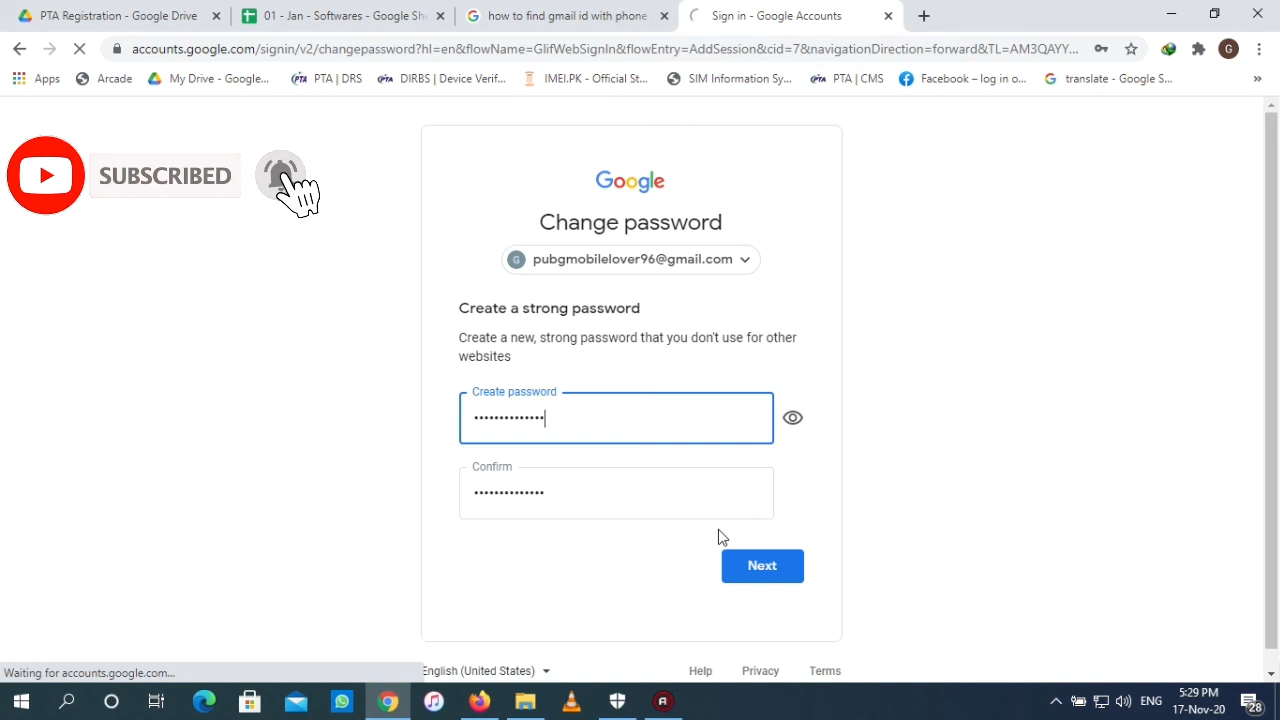 PTA Registration - Google Drive
01 - Jan - Softwares - Google Sh
how to find gmail id with phone
Sign in - Google Accounts
accounts.google.com/signin/v2/changepassword?hl=en&flowName=GlifWebSignIn&flowEntry=AddSession&cid=7&navigationDirection=forward&TL=AM3QAYY...
G
Apps
Arcade
My Drive - Google...
PTA PTA | DRS
PTA DIRBS | Device Verif...
IMEI.PK - Official St...
SIM Information Sy...
PTA PTA | CMS
Facebook – log in o...
translate - Google S...
»
SUBSCRIBED
Google
Change password
G pubgmobilelover96@gmail.com
Create a strong password
Create a new, strong password that you don't use for other
websites
Create password
••••••••••••••
Confirm
••••••••••••••
Next
English (United States)
Help
Privacy
Terms
Waiting for accounts.google.com...
ENG
5:29 PM
17-Nov-20
28